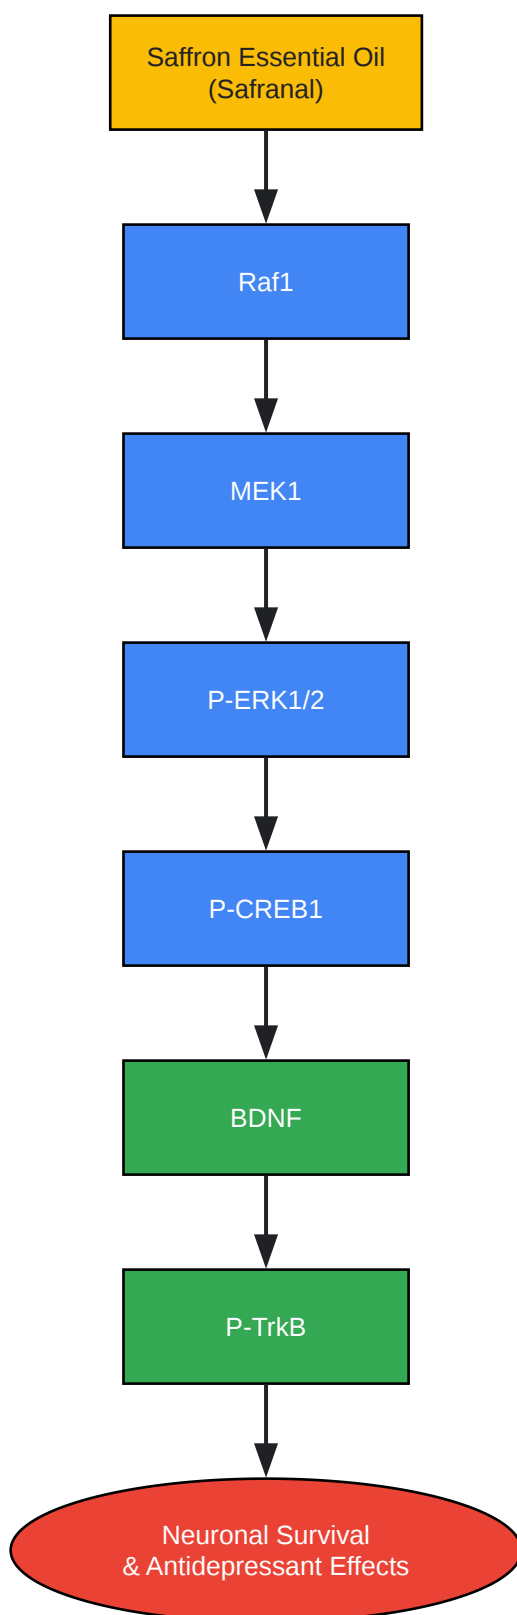 Saffron Essential Oil
(Safranal)
Raf1
MEK1
P-ERK1/2
P-CREB1
BDNF
P-TrkB
Neuronal Survival
& Antidepressant Effects